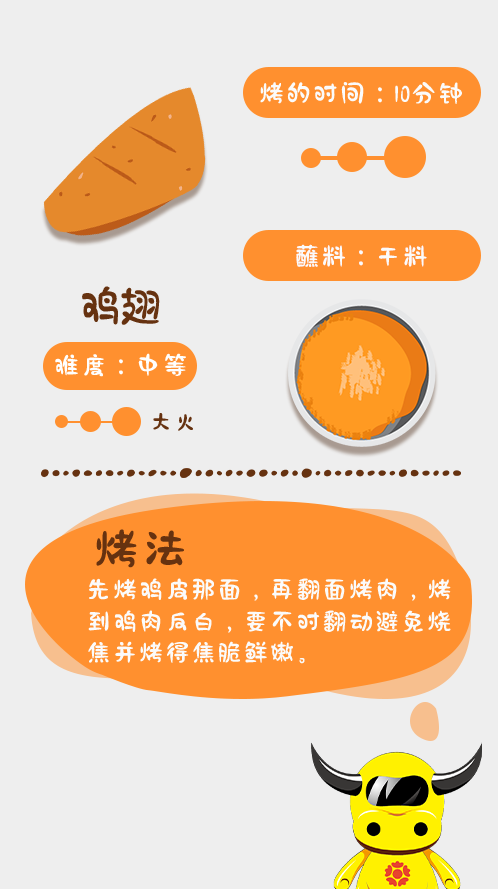 烤的时间：10分钟
蘸料：干料
鸡翅
难度：中等
大火
烤法
先烤鸡皮那面，再翻面烤肉，烤
到鸡肉反白，要不时翻动避免烧
焦并烤得焦脆鲜嫩。